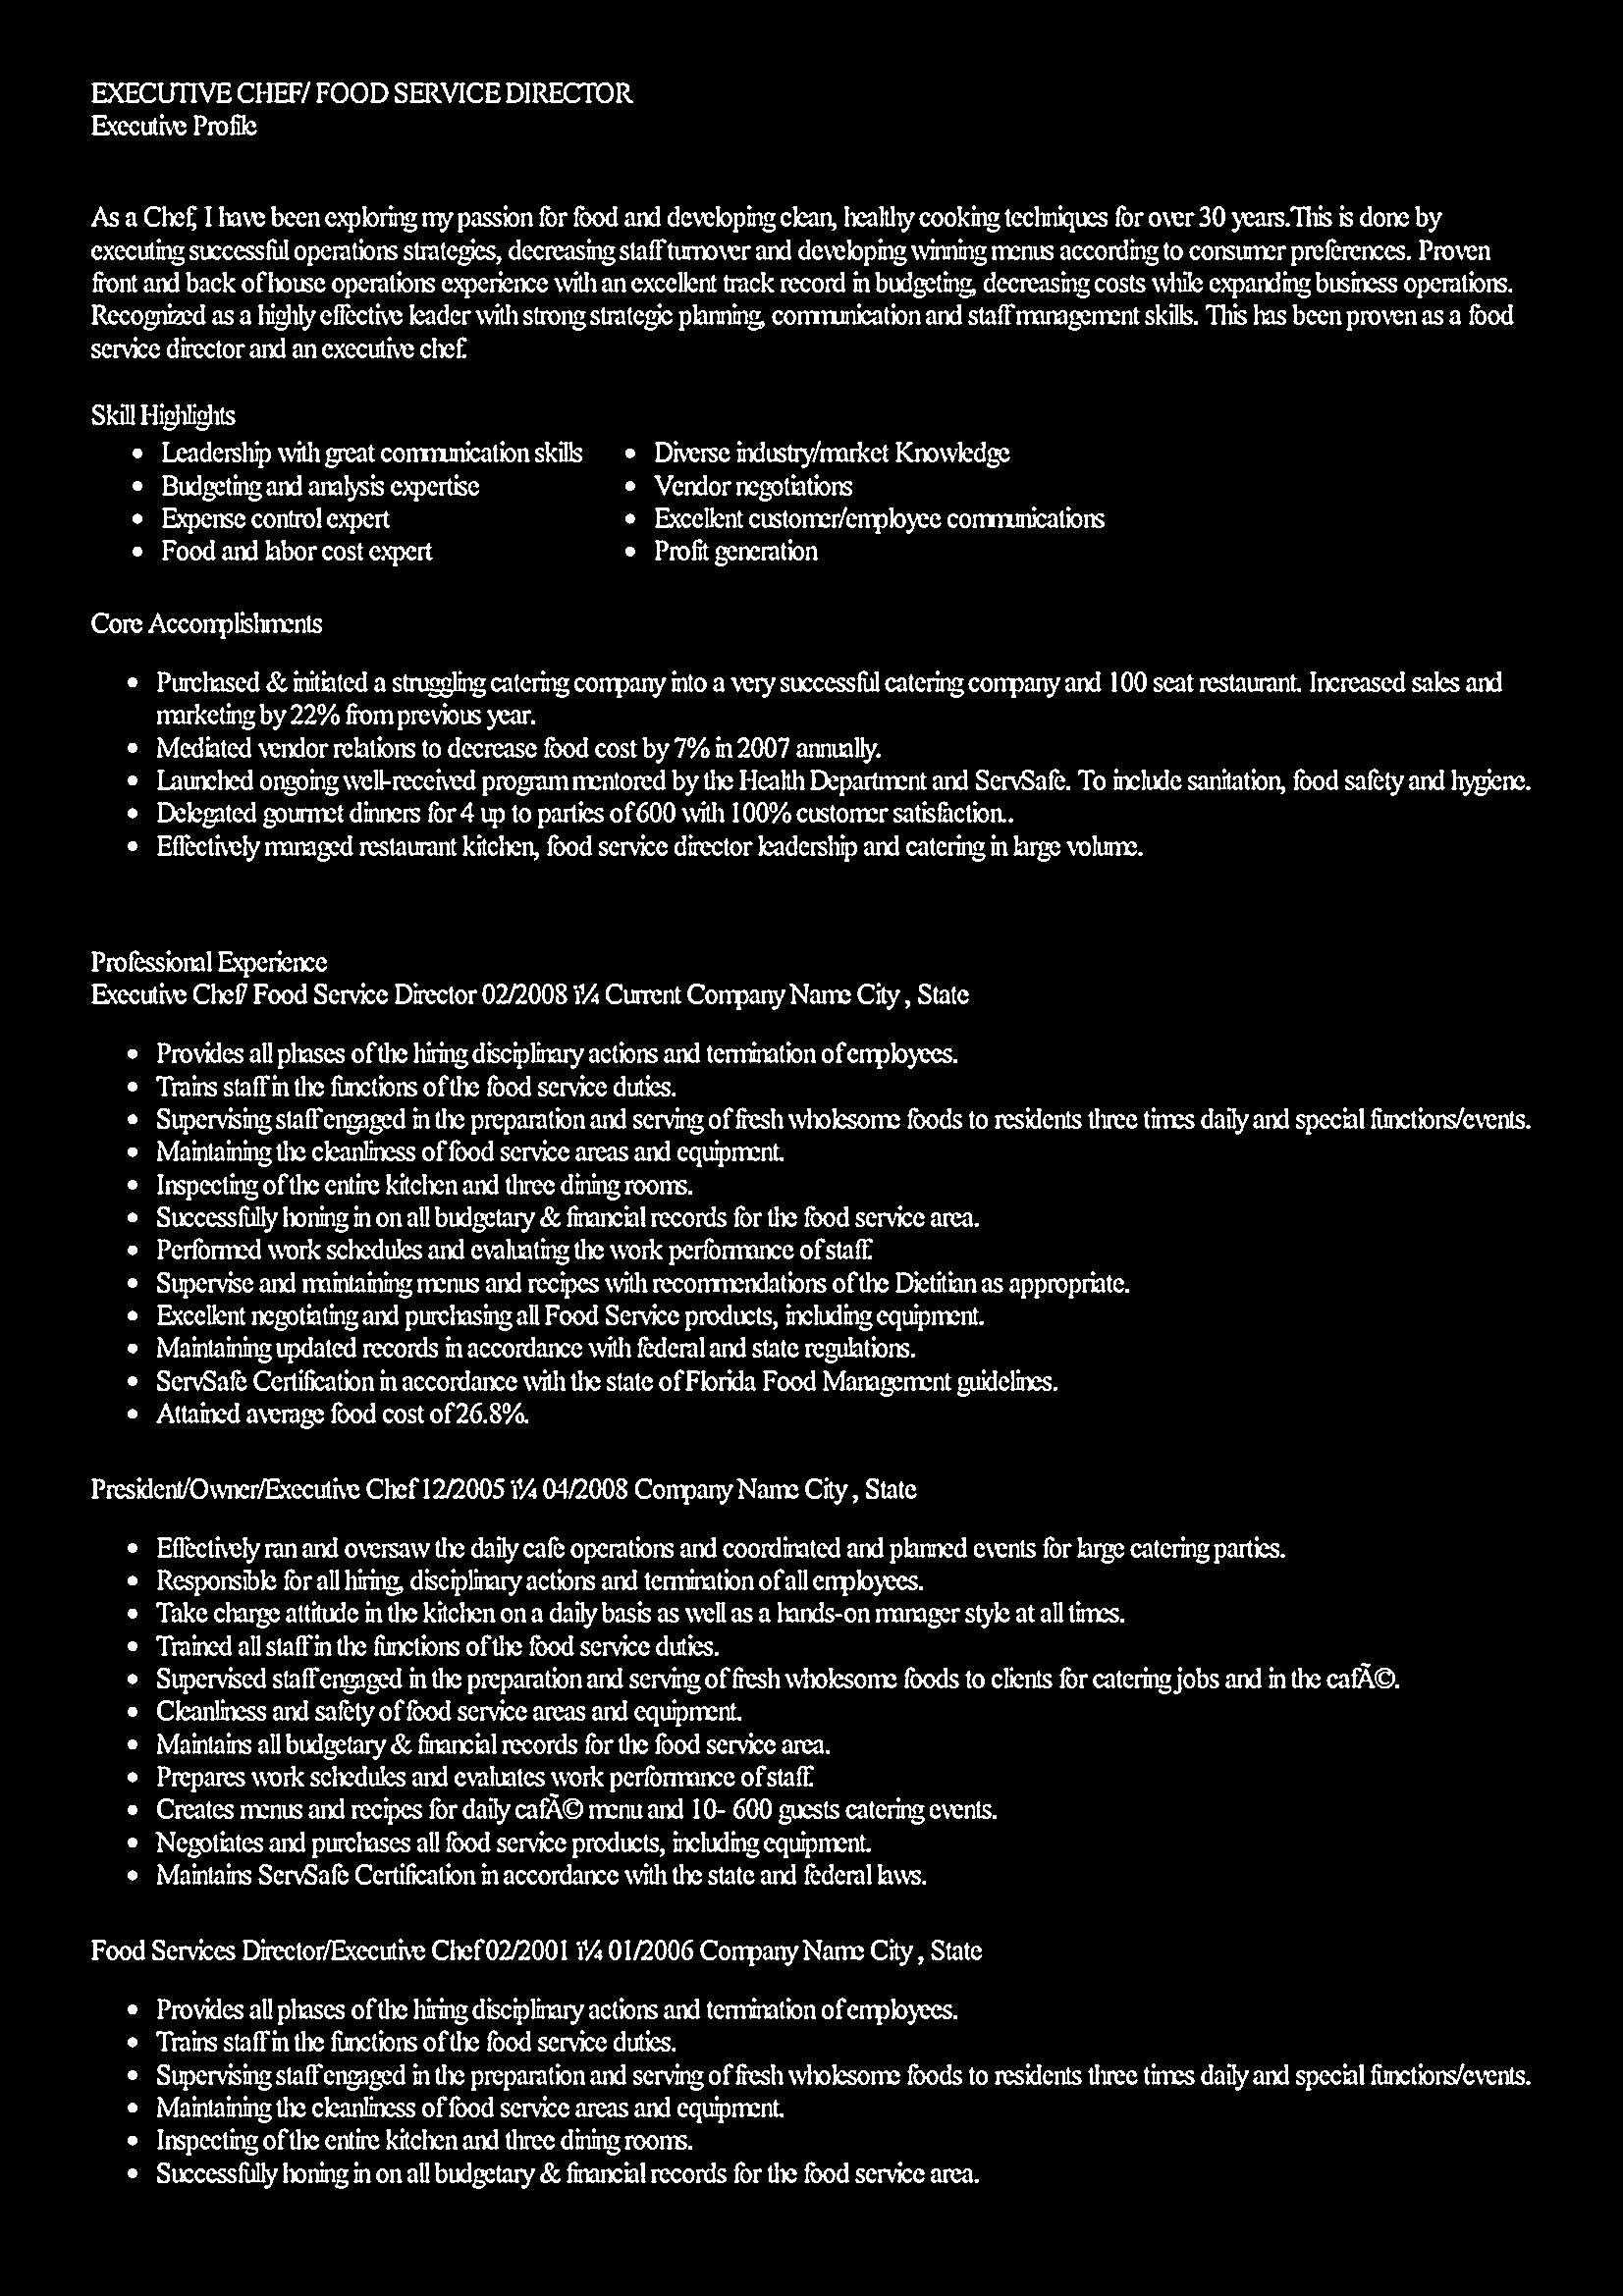 EXECUTIVE CHEF/ FOOD SERVICE DIRECTOR
Executive Profile
As a Chef, I have been exploring my passion for food and developing clean, healthy cooking techniques for over 30 years.This is done by
executing successful operations strategies, decreasing staff turnover and developing winning menus according to consumer preferences. Proven
front and back of house operations experience with an excellent track record in budgeting, decreasing costs while expanding business operations.
Recognized as a highly effective leader with strong strategic planning, communication and staff management skills. This has been proven as a food
service director and an executive chef.
Skill Highlights
• Leadership with great communication skills
• Budgeting and analysis expertise
• Expense control expert
• Food and labor cost expert
• Diverse industry/market Knowledge
• Vendor negotiations
• Excellent customer/employee communications
• Profit generation
Core Accomplishments
• Purchased & initiated a struggling catering company into a very successful catering company and 100 seat restaurant. Increased sales and
marketing by 22% from previous year.
• Mediated vendor relations to decrease food cost by 7% in 2007 annually.
• Launched ongoing well-received program mentored by the Health Department and ServSafe. To include sanitation, food safety and hygiene.
• Delegated gourmet dinners for 4 up to parties of 600 with 100% customer satisfaction..
• Effectively managed restaurant kitchen, food service director leadership and catering in large volume.
Professional Experience
Executive Chef/ Food Service Director 02/2008 ï¼ Current Company Name City , State
• Provides all phases of the hiring disciplinary actions and termination of employees.
• Trains staff in the functions of the food service duties.
• Supervising staff engaged in the preparation and serving of fresh wholesome foods to residents three times daily and special functions/events.
• Maintaining the cleanliness of food service areas and equipment.
• Inspecting of the entire kitchen and three dining rooms.
• Successfully honing in on all budgetary & financial records for the food service area.
• Performed work schedules and evaluating the work performance of staff.
• Supervise and maintaining menus and recipes with recommendations of the Dietitian as appropriate.
• Excellent negotiating and purchasing all Food Service products, including equipment.
• Maintaining updated records in accordance with federal and state regulations.
• ServSafe Certification in accordance with the state of Florida Food Management guidelines.
• Attained average food cost of 26.8%.
President/Owner/Executive Chef 12/2005 ï¼ 04/2008 Company Name City , State
• Effectively ran and oversaw the daily cafe operations and coordinated and planned events for large catering parties.
• Responsible for all hiring, disciplinary actions and termination of all employees.
• Take charge attitude in the kitchen on a daily basis as well as a hands-on manager style at all times.
• Trained all staff in the functions of the food service duties.
• Supervised staff engaged in the preparation and serving of fresh wholesome foods to clients for catering jobs and in the cafÃ©.
• Cleanliness and safety of food service areas and equipment.
• Maintains all budgetary & financial records for the food service area.
• Prepares work schedules and evaluates work performance of staff.
• Creates menus and recipes for daily cafÃ© menu and 10- 600 guests catering events.
• Negotiates and purchases all food service products, including equipment.
• Maintains ServSafe Certification in accordance with the state and federal laws.
Food Services Director/Executive Chef 02/2001 ï¼ 01/2006 Company Name City , State
• Provides all phases of the hiring disciplinary actions and termination of employees.
• Trains staff in the functions of the food service duties.
• Supervising staff engaged in the preparation and serving of fresh wholesome foods to residents three times daily and special functions/events.
• Maintaining the cleanliness of food service areas and equipment.
• Inspecting of the entire kitchen and three dining rooms.
• Successfully honing in on all budgetary & financial records for the food service area.